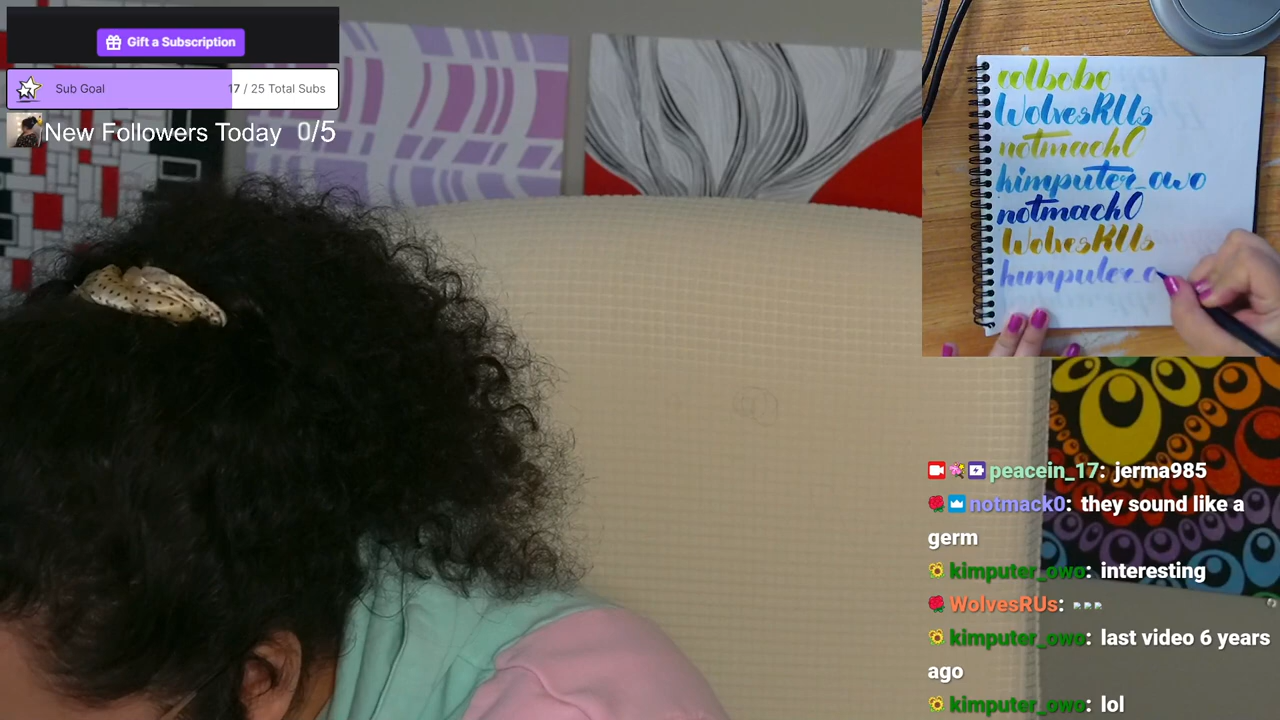 Gift a Subscription
Sub Goal 17 / 25 Total Subs
New Followers Today 0/5
colbobo
WolvesRUs
notmack0
kimputer_owo
notmack0
WolvesRUs
kimputer_o
peacein_17: jerma985
notmack0: they sound like a
germ
kimputer_owo: interesting
WolvesRUs:
kimputer_owo: last video 6 years
ago
kimputer_owo: lol